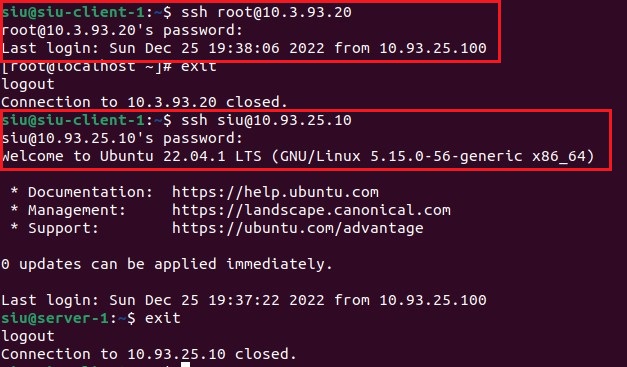 siu@siu-client-1:~$ ssh root@10.3.93.20
root@10.3.93.20's password:
Last login: Sun Dec 25 19:38:06 2022 from 10.93.25.100
[root@localhost ~]# exit
logout
Connection to 10.3.93.20 closed.
siu@siu-client-1:~$ ssh siu@10.93.25.10
siu@10.93.25.10's password:
Welcome to Ubuntu 22.04.1 LTS (GNU/Linux 5.15.0-56-generic x86_64)
* Documentation:  https://help.ubuntu.com
* Management:     https://landscape.canonical.com
* Support:        https://ubuntu.com/advantage
0 updates can be applied immediately.
Last login: Sun Dec 25 19:37:22 2022 from 10.93.25.100
siu@server-1:~$ exit
logout
Connection to 10.93.25.10 closed.